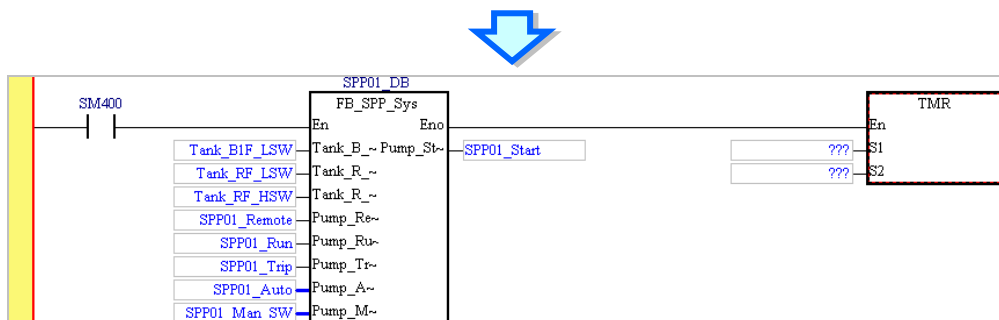 SPP01_DB
SM400 FB_SPP_Sys TMR
En Eno En
Tank_B1F_LSW Tank_B_~ Pump_St~ SPP01_Start ??? S1
Tank_RF_LSW Tank_R_~ ??? S2
Tank_RF_HSW Tank_R_~
SPP01_Remote Pump_Re~
SPP01_Run Pump_Ru~
SPP01_Trip Pump_Tr~
SPP01_Auto Pump_A~
SPP01_Man_SW Pump_M~